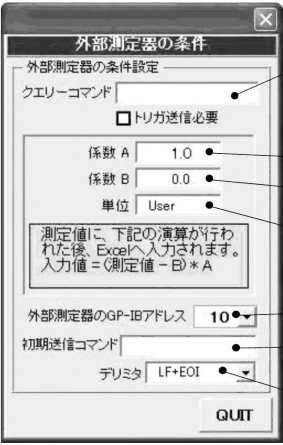 外部測定器の条件
外部測定器の条件設定
クエリーコマンド
トリガ送信必要
係数 A 1.0
係数 B 0.0
単位 User
測定値に、下記の演算が行わ
れた後、Excelへ入力されます。
入力値 = (測定値 - B) * A
外部測定器のGP-IBアドレス 10
初期送信コマンド
デリミタ LF+EOI
QUIT